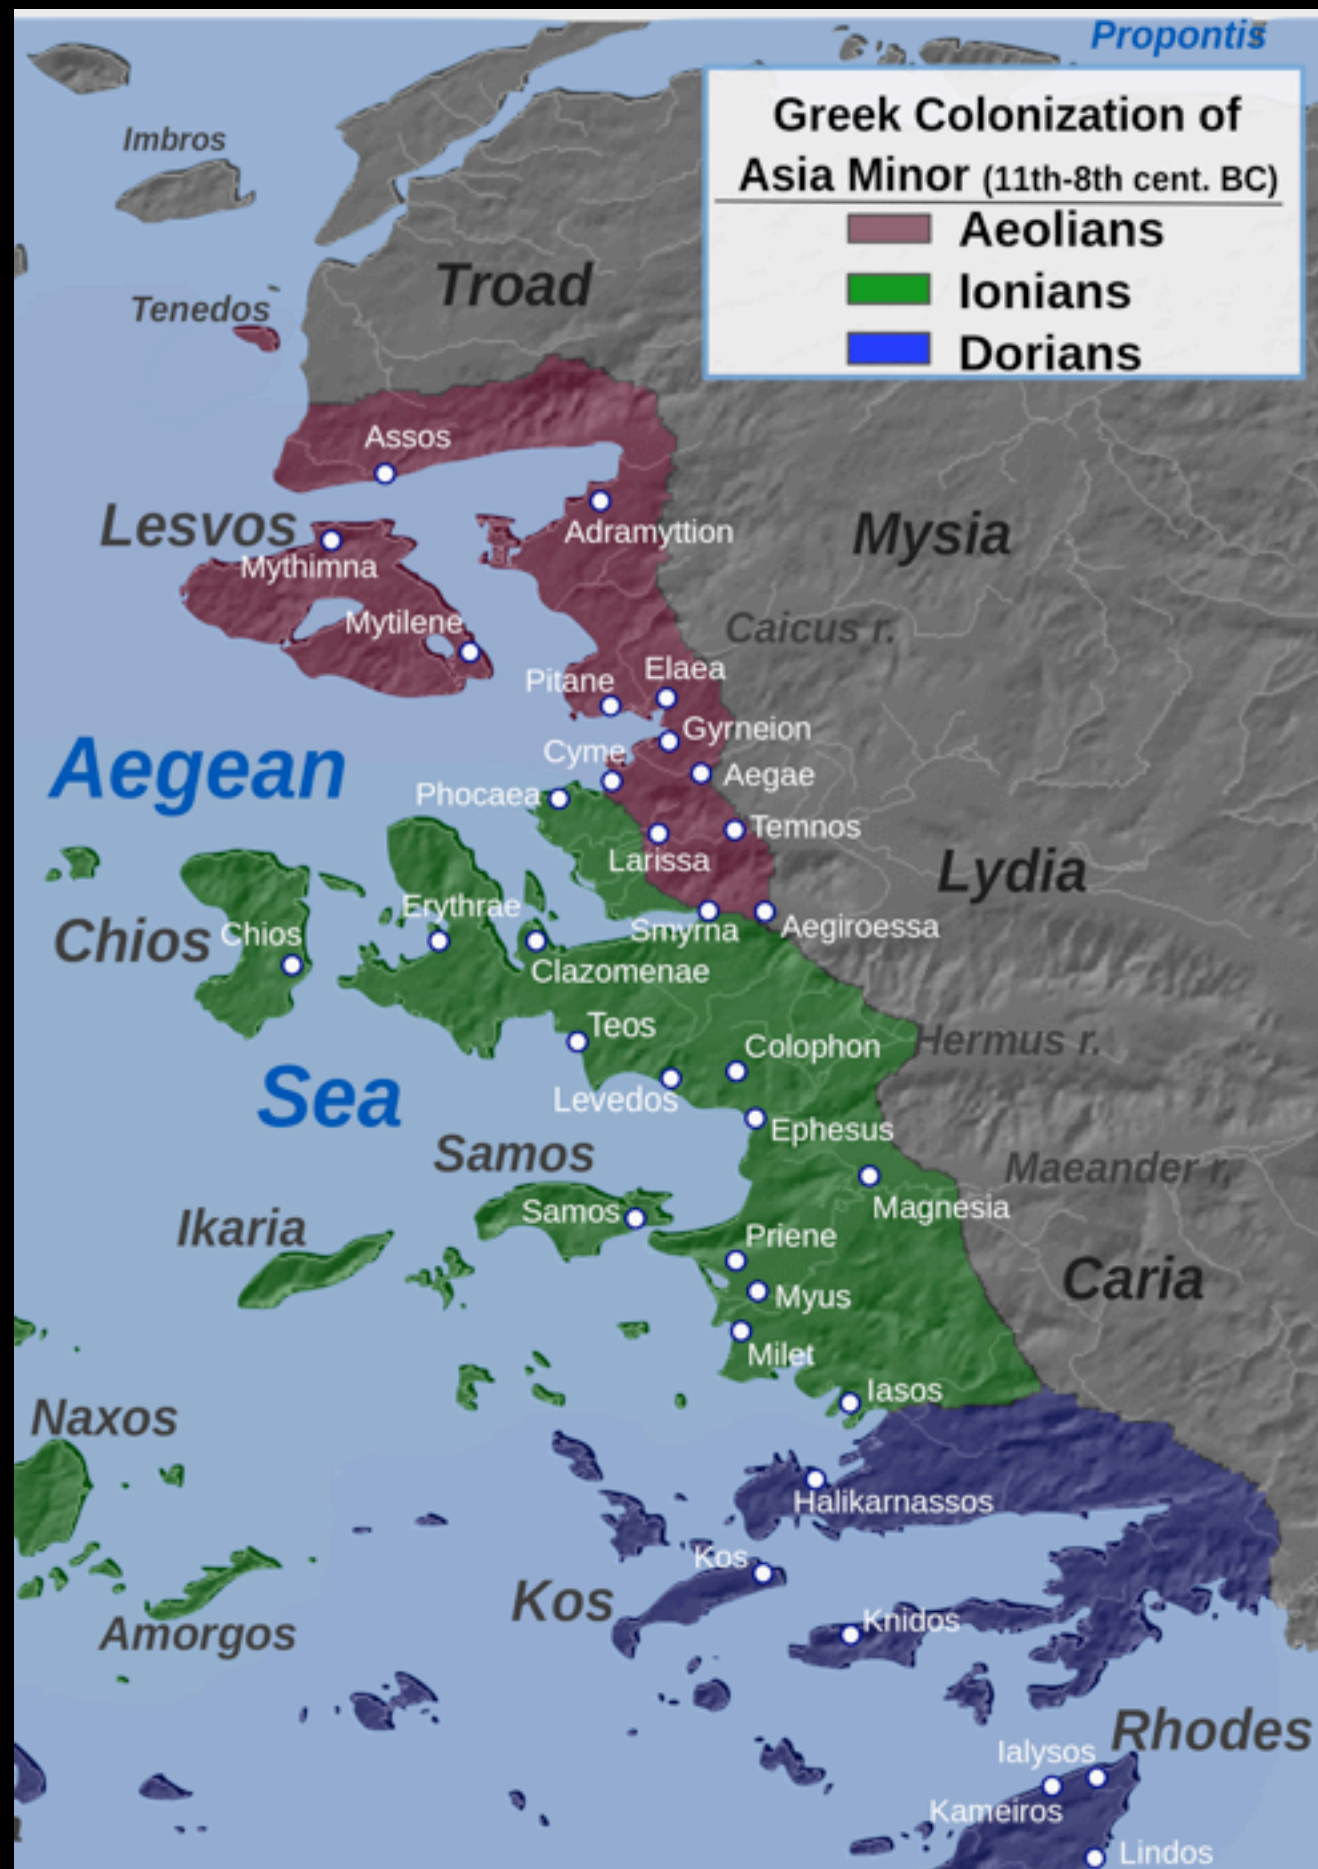 Propontis
Greek Colonization of
Asia Minor (11th-8th cent. BC)
Aeolians
Ionians
Dorians
Imbros
Troad
Tenedos
Assos
Lesvos
Adramyttion
Mysia
Mythimna
Mytilene
Caicus r.
Elaea
Pitane
Gyrneion
Cyme
Aegae
Aegean
Phocaea
Temnos
Larissa
Lydia
Erythrae
Chios
Chios
Smyrna
Aegiroessa
Clazomenae
Teos
Colophon
Hermus r.
Sea
Levedos
Ephesus
Samos
Maeander r.
Samos
Magnesia
Ikaria
Priene
Caria
Myus
Milet
Iasos
Naxos
Halikarnassos
Kos
Kos
Knidos
Amorgos
Rhodes
Ialysos
Kameiros
Lindos